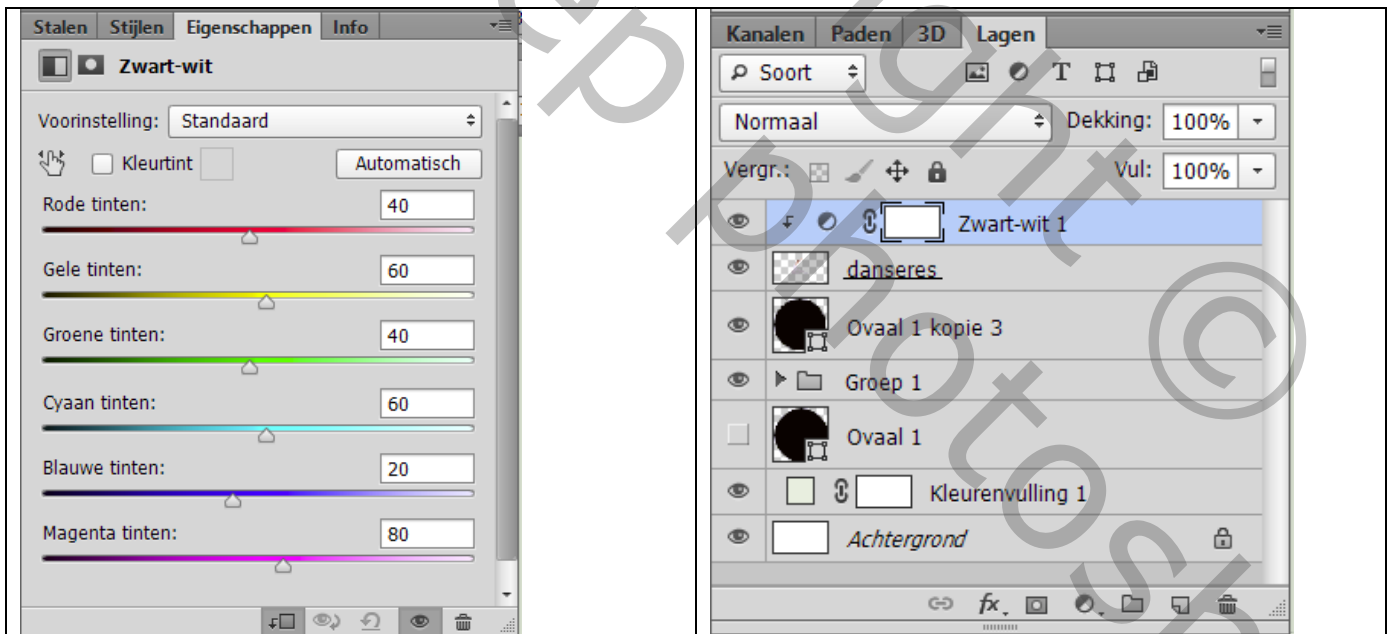 Stalen Stijlen Eigenschappen Info
Zwart-wit
Voorinstelling: Standaard
Kleurtint Automatisch
Rode tinten: 40
Gele tinten: 60
Groene tinten: 40
Cyaan tinten: 60
Blauwe tinten: 20
Magenta tinten: 80
Kanalen Paden 3D Lagen
Soort T
Normaal Dekking: 100%
Vergr.: Vul: 100%
Zwart-wit 1
danseres
Ovaal 1 kopie 3
Groep 1
Ovaal 1
Kleurenvulling 1
Achtergrond
fx.
©